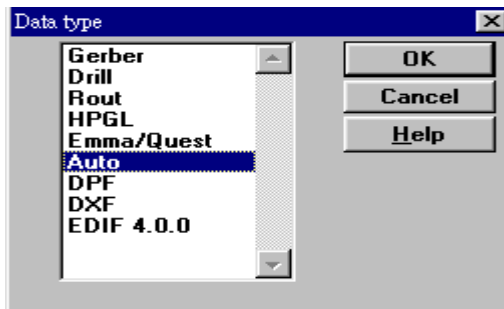 Data type
Gerber
Drill
Rout
HPGL
Emma/Quest
Auto
DPF
DXF
EDIF 4.0.0
OK
Cancel
Help